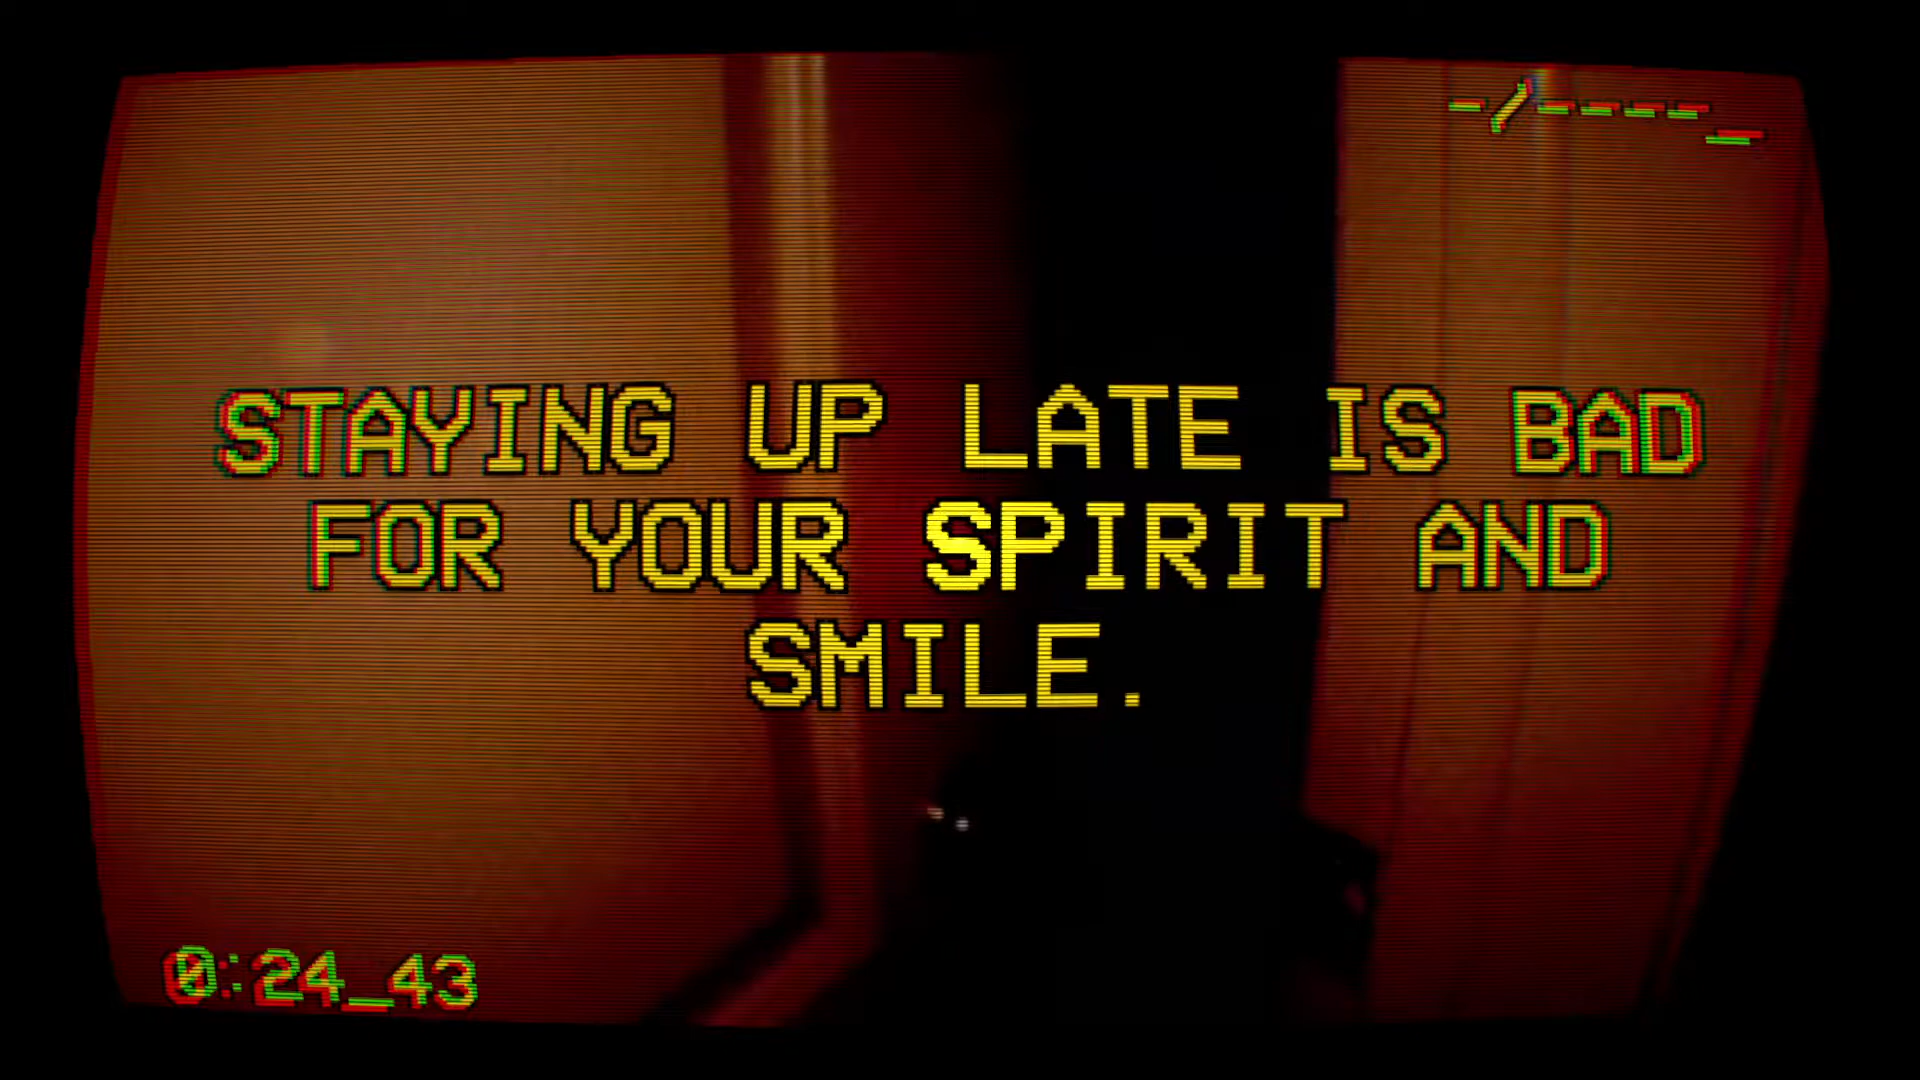 -/----_
STAYING UP LATE IS BAD
FOR YOUR SPIRIT AND
SMILE.
0:24_43